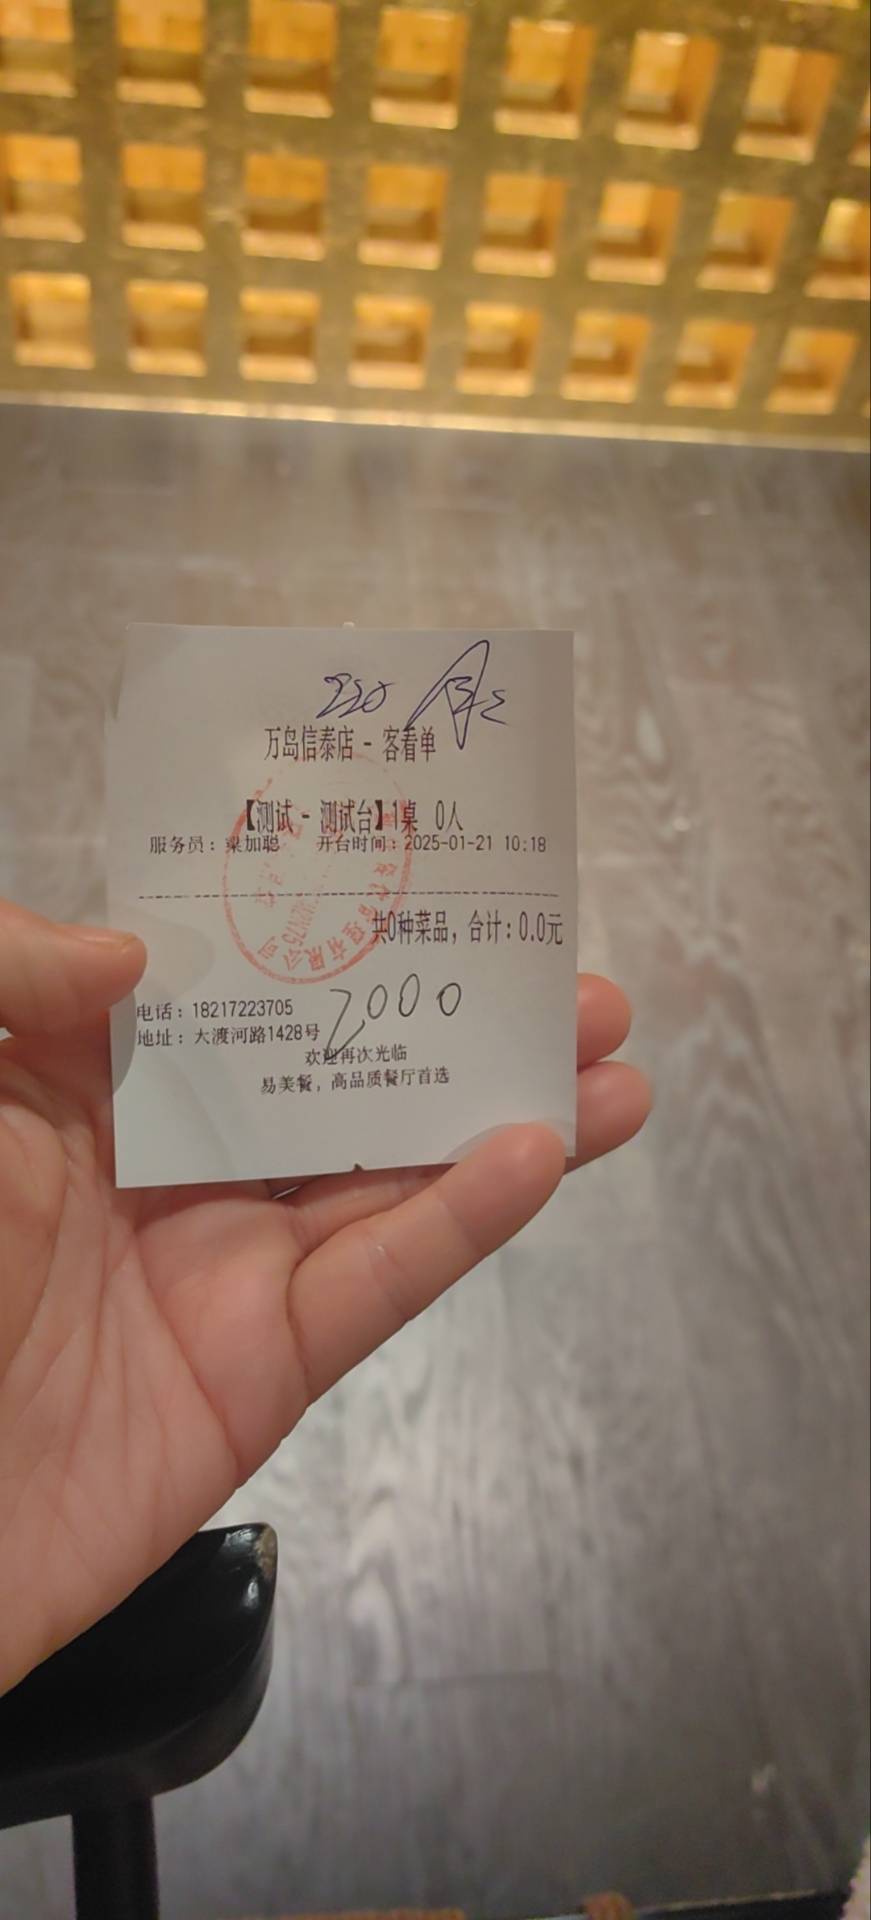 万岛信泰店 - 客看单
【测试 - 测试台】1桌 0人
服务员：梁加聪 开台时间：2025-01-21 10:18
共0种菜品，合计：0.0元
2000
电话：18217223705
地址：大渡河路1428号
欢迎再次光临
易美餐，高品质餐厅首选